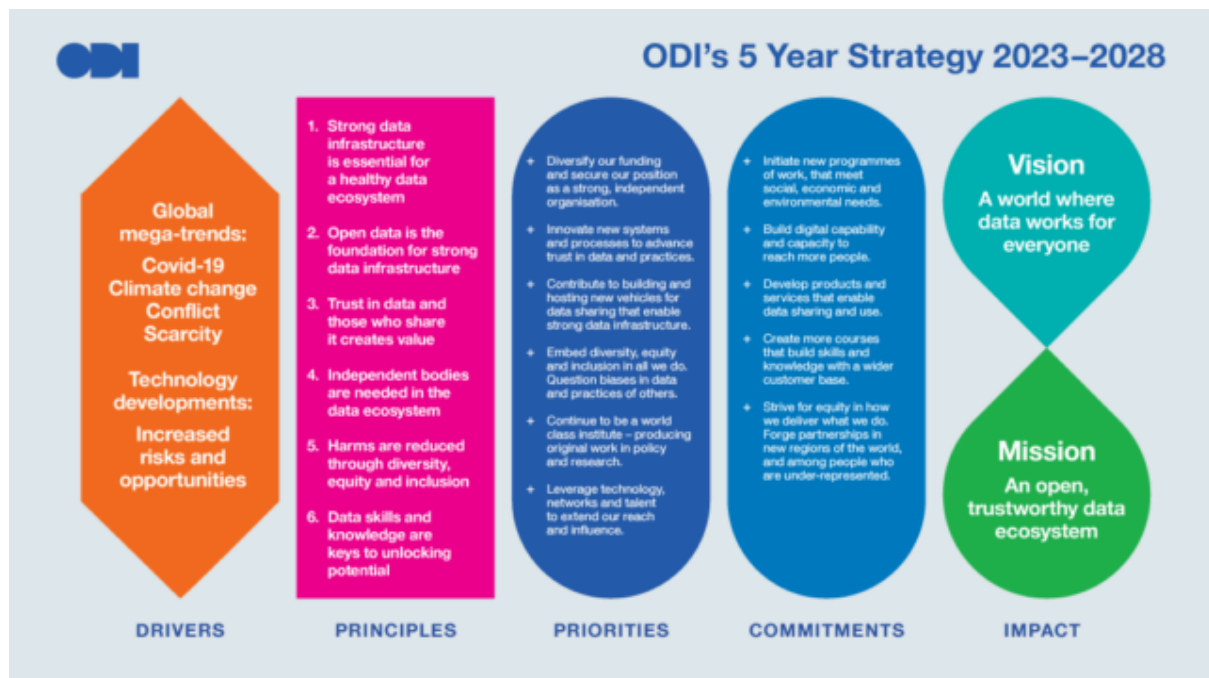 ODI
ODI's 5 Year Strategy 2023–2028
Global
mega-trends:
Covid-19
Climate change
Conflict
Scarcity
Technology
developments:
Increased
risks and
opportunities
DRIVERS
1. Strong data
infrastructure
is essential for
a healthy data
ecosystem
2. Open data is the
foundation for strong
data infrastructure
3. Trust in data and
those who share
it creates value
4. Independent bodies
are needed in the
data ecosystem
5. Harms are reduced
through diversity,
equity and inclusion
6. Data skills and
knowledge are
keys to unlocking
potential
PRINCIPLES
+ Diversify our funding
and secure our position
as a strong, independent
organisation.
+ Innovate new systems
and processes to advance
trust in data and practices.
+ Contribute to building and
hosting new vehicles for
data sharing that enable
strong data infrastructure.
+ Embed diversity, equity
and inclusion in all we do.
Question biases in data
and practices of others.
+ Continue to be a world
class institute – producing
original work in policy
and research.
+ Leverage technology,
networks and talent
to extend our reach
and influence.
PRIORITIES
+ Initiate new programmes
of work, that meet
social, economic and
environmental needs.
+ Build digital capability
and capacity to
reach more people.
+ Develop products and
services that enable
data sharing and use.
+ Create more courses
that build skills and
knowledge with a wider
customer base.
+ Strive for equity in how
we deliver what we do.
Forge partnerships in
new regions of the world,
and among people who
are under-represented.
COMMITMENTS
Vision
A world where
data works for
everyone
Mission
An open,
trustworthy data
ecosystem
IMPACT